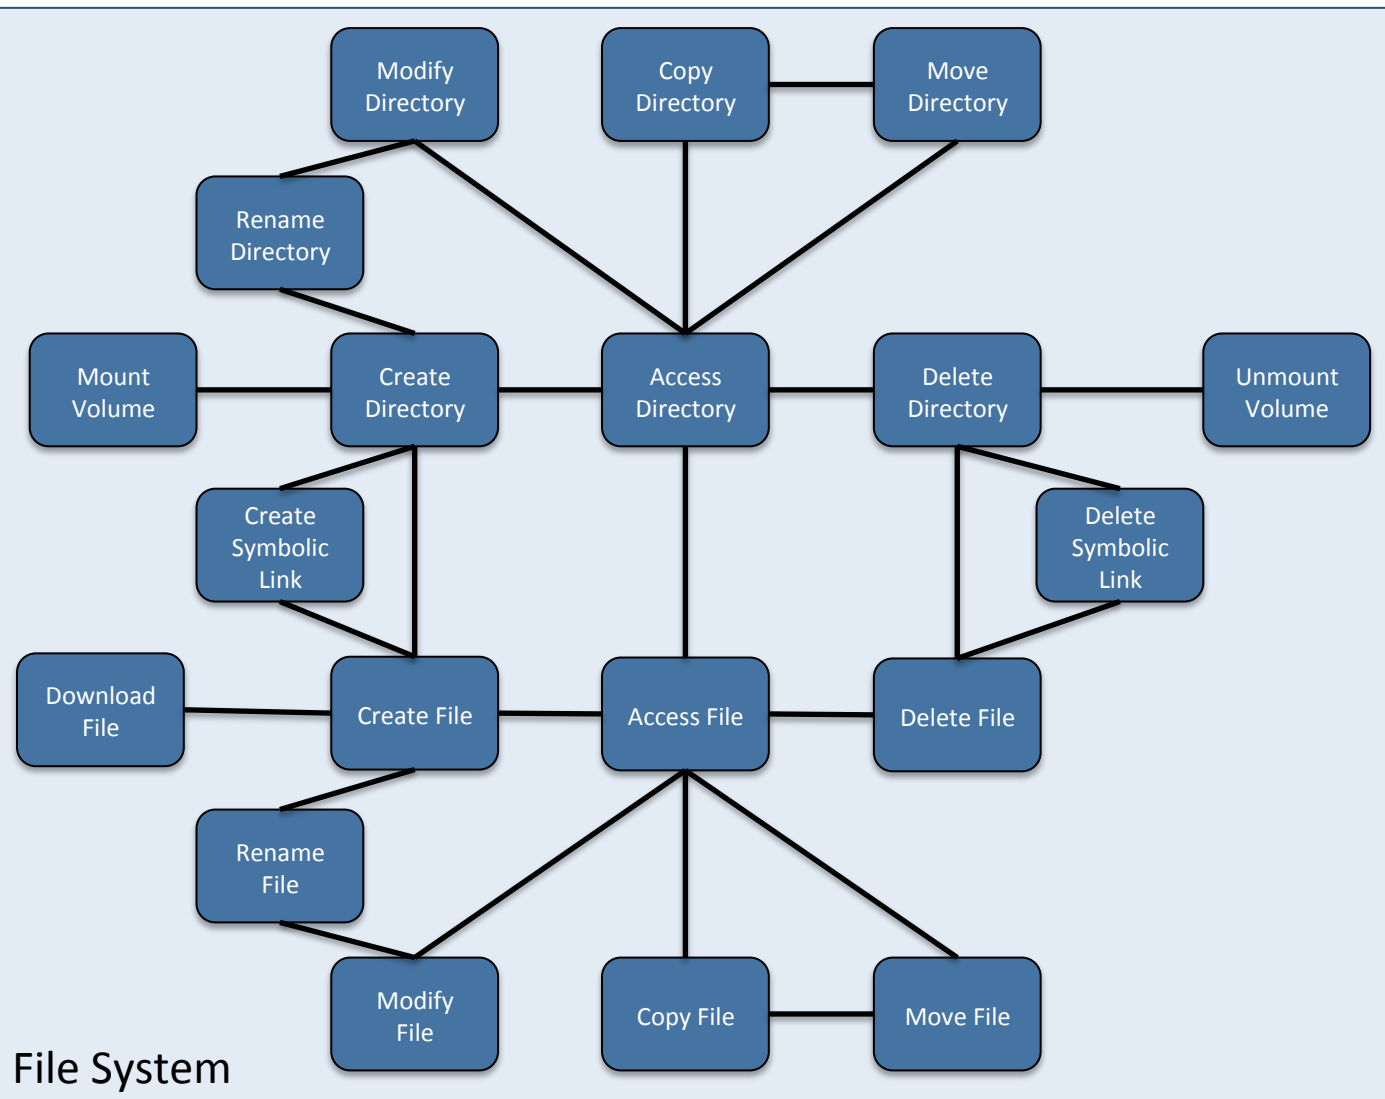 Modify
Directory
Copy
Directory
Move
Directory
Rename
Directory
Mount
Volume
Create
Directory
Access
Directory
Delete
Directory
Unmount
Volume
Create
Symbolic
Link
Delete
Symbolic
Link
Download
File
Create File
Access File
Delete File
Rename
File
Modify
File
Copy File
Move File
File System